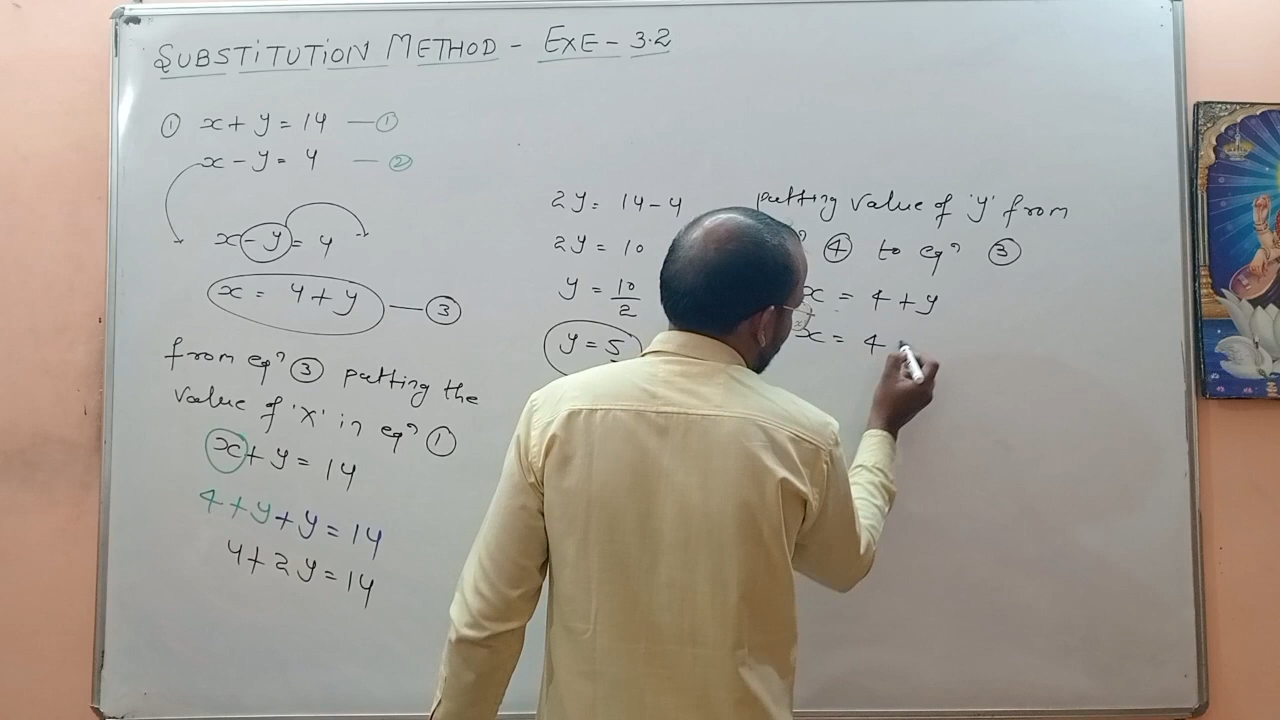 SUBSTITUTION METHOD - EXE - 3.2
① x + y = 14 — ①
x - y = 4 — ②
x - y = 4
x = 4 + y — ③
from eqⁿ ③ putting the
value of 'x' in eqⁿ ①
x + y = 14
4 + y + y = 14
4 + 2y = 14
2y = 14 - 4
2y = 10
y = 10/2
y = 5
putting value of 'y' from
④ to eqⁿ ③
x = 4 + y
x = 4